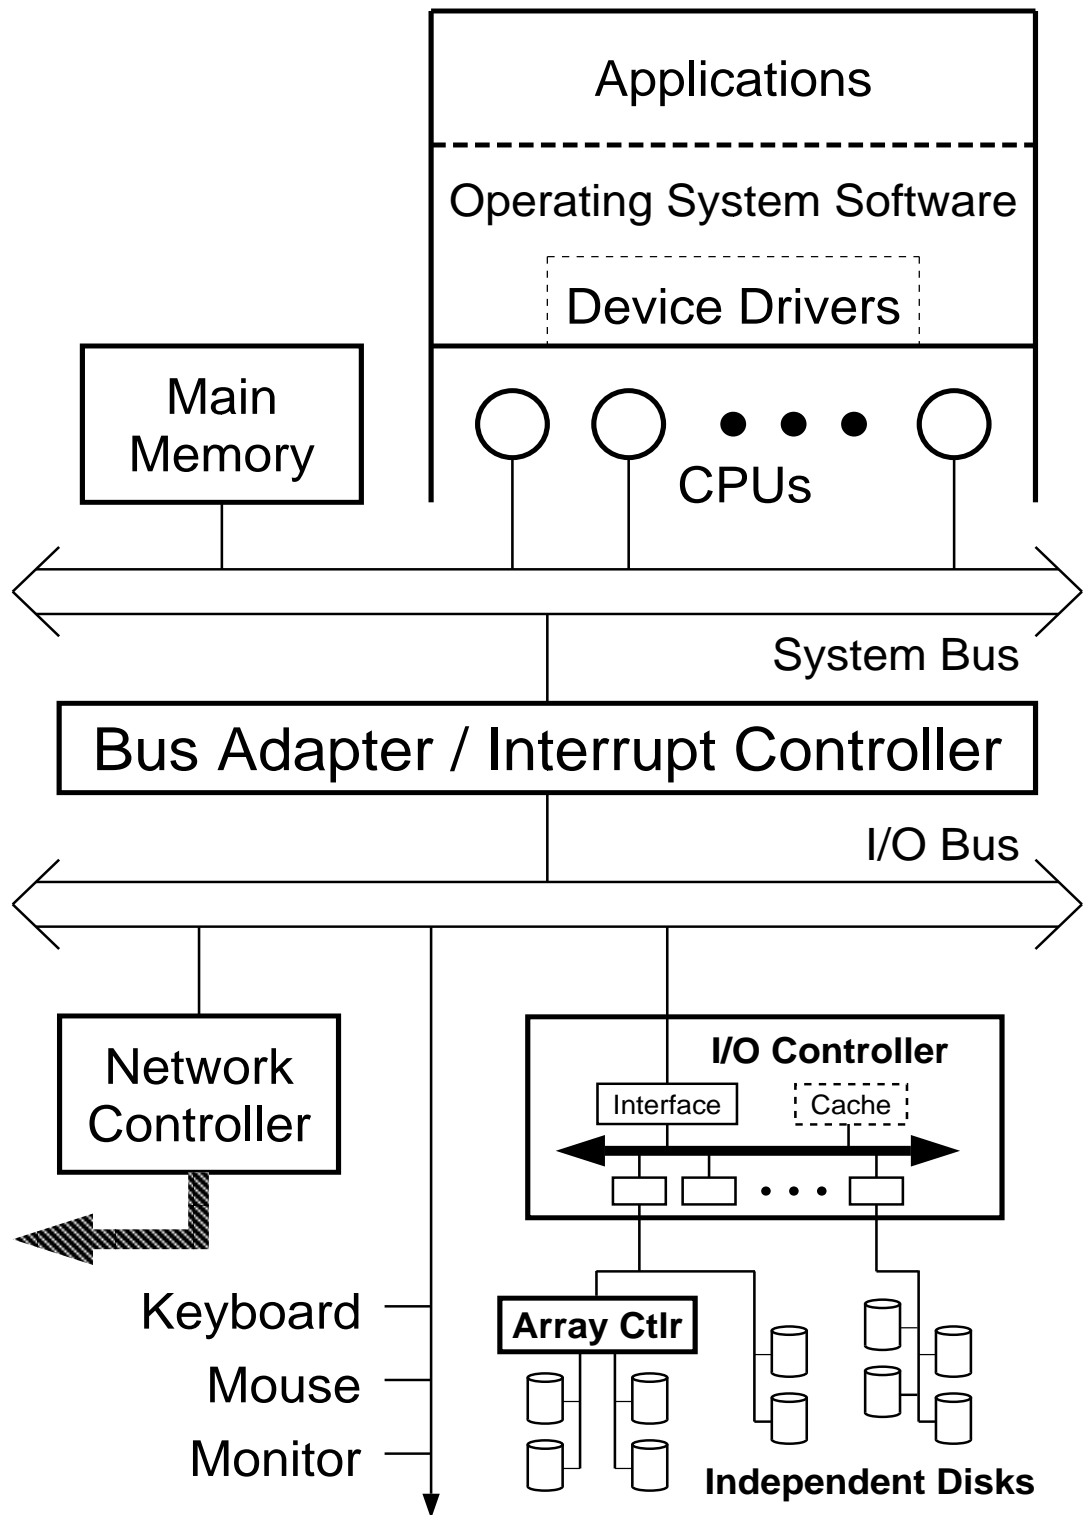 Applications
Operating System Software
Device Drivers
Main
Memory
CPUs
System Bus
Bus Adapter / Interrupt Controller
I/O Bus
Network
Controller
I/O Controller
Interface
Cache
Keyboard
Array Ctlr
Mouse
Monitor
Independent Disks